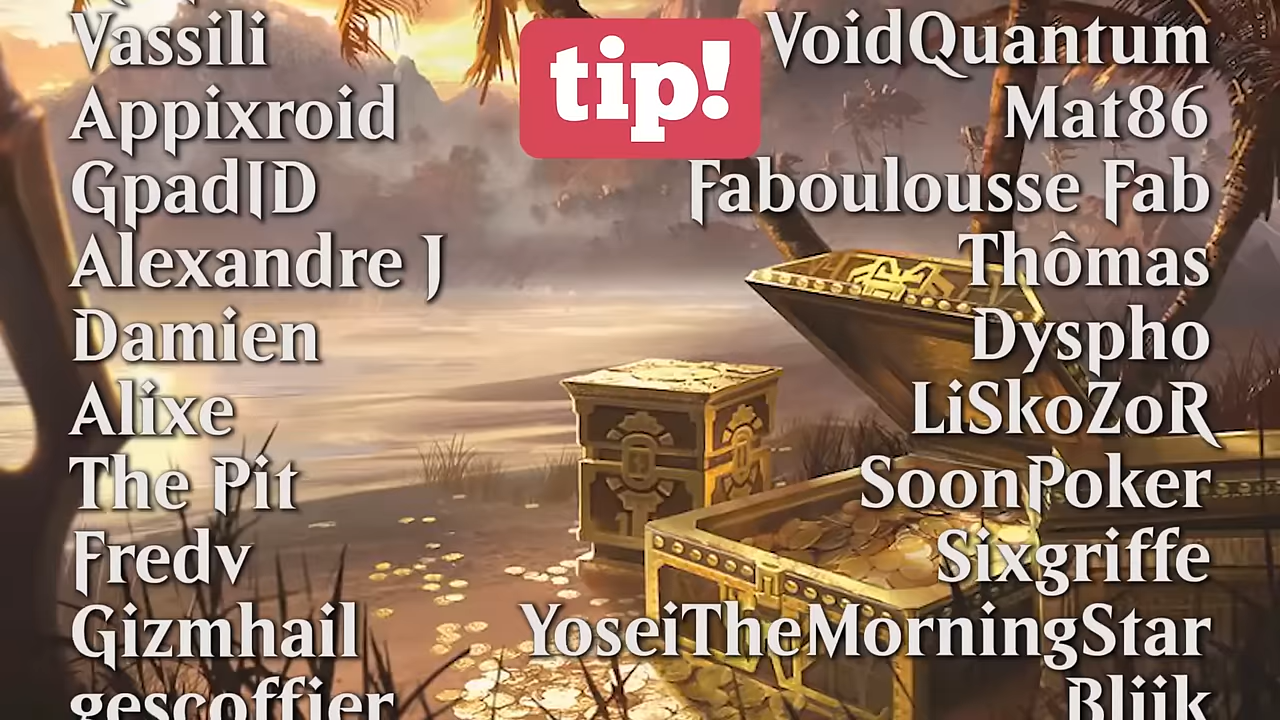 tip!
Vassili
Appixroid
GpadID
Alexandre J
Damien
Alixe
The Pit
Fredv
Gizmhail
gescoffier
VoidQuantum
Mat86
Faboulousse Fab
Thômas
Dyspho
LiSkoZoR
SoonPoker
Sixgriffe
YoseiTheMorningStar